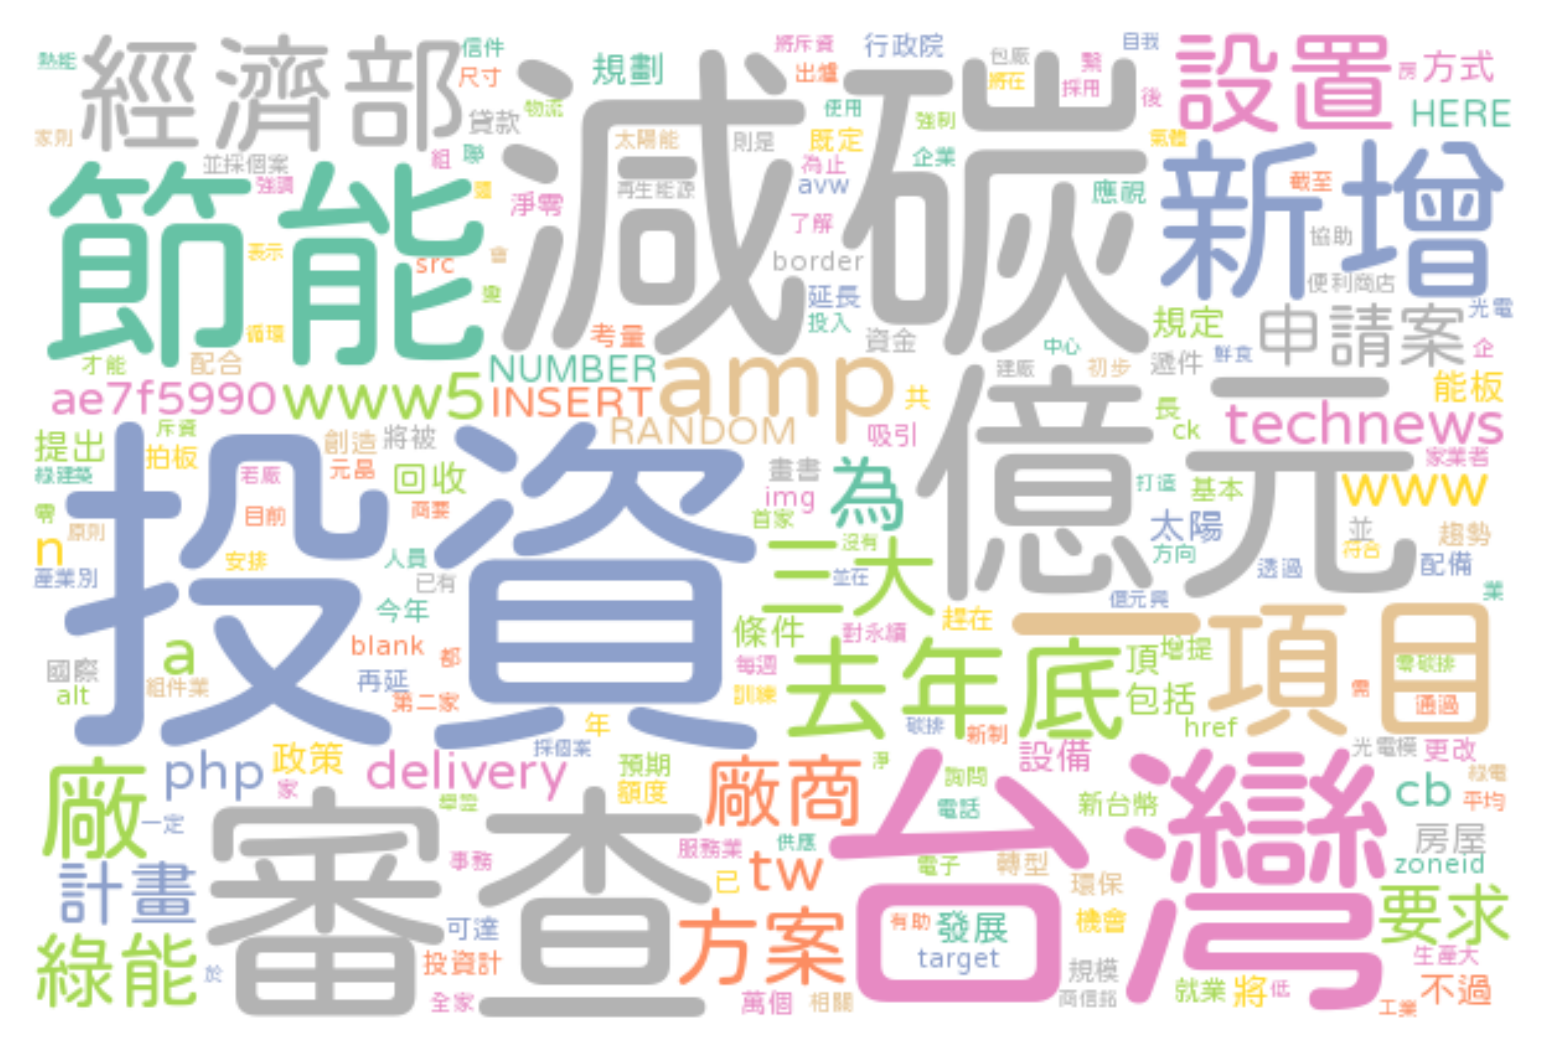 熱能
經濟部
信件
尺寸
物流
貸款
規劃
將斥資
出爐
行政院
包廠
將在
自我
繫
採用
後
設置
房
方式
HERE
家則
並採個案
強調
組
聯
減碳
使用
太陽能
則是
既定
為止
avw
再生能源
了解
border
強制
企業
氣體
應視
新增
截至
協助
便利商店
節能
淨零
表示
src
會
循環
延長
投入
資金
考量
規定
申請案
光電
企
才能
配合
NUMBER
amp
共
中心
建廠
初步
遞件
鮮食
能板
ae7f5990
www5
INSERT
RANDOM
吸引
億元
長
ck
technews
家業者
提出
斥資
拍板
綠建築
創造
將被
元晶
回收
若廠
商要
目前
畫書
img
首家
為
打造
基本
www
零
原則
n
產業別
投資
安排
人員
已有
今年
三大
沒有
並在
太陽
方向
並
符合
趨勢
透過
配備
業
億元興
國際
alt
a
組件業
blank
都
再延
第二家
條件
對永續
趕在
每週
訓練
去年底
一
頂
增提
包括
href
項目
零碳排
需
通過
年
採個案
碳排
新制
設備
光電模
更改
廠
php
政策
家
delivery
預期
額度
廠商
淨
詢問
電話
新台幣
台灣
cb
綠電
平均
房屋
zoneid
一定
計畫
審查
事務
服務業
供應
已
tw
電子
轉型
環保
要求
綠能
於
可達
投資計
全家
方案
有助
發展
target
機會
規模
商信銘
萬個
相關
就業
將
低
生產大
不過
工業